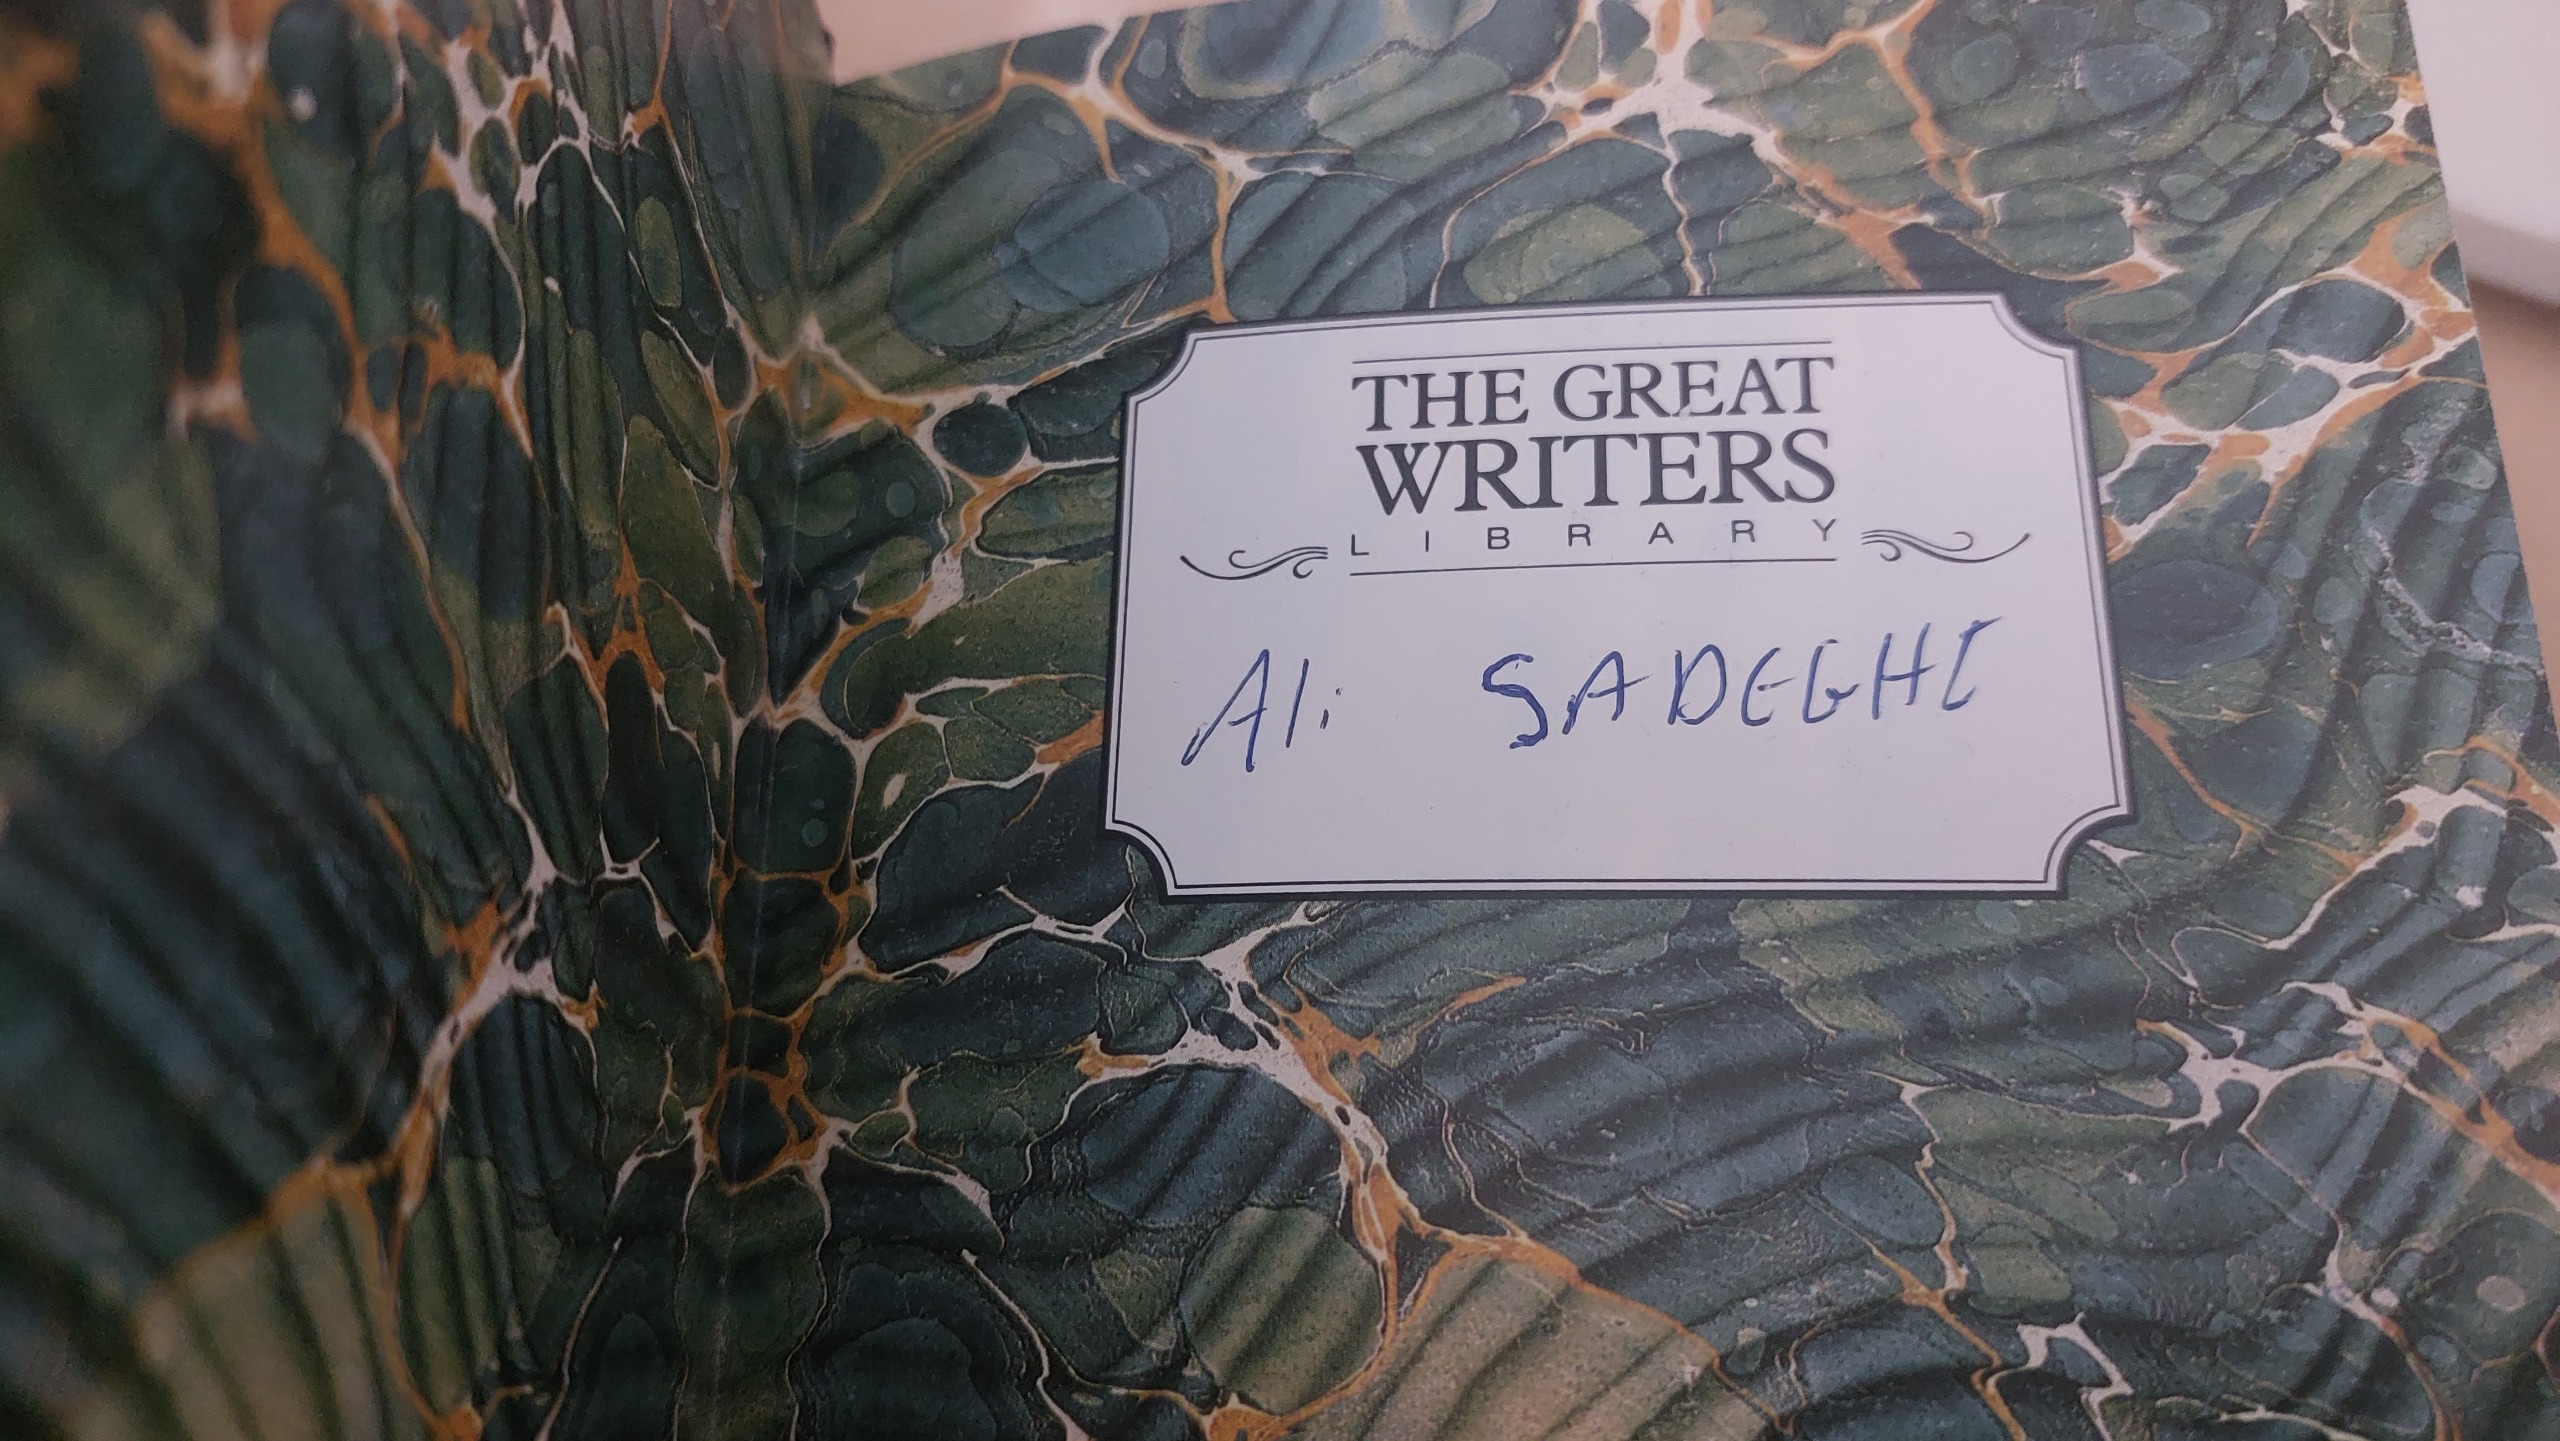 THE GREAT
WRITERS
LIBRARY
Ali SADEGHI